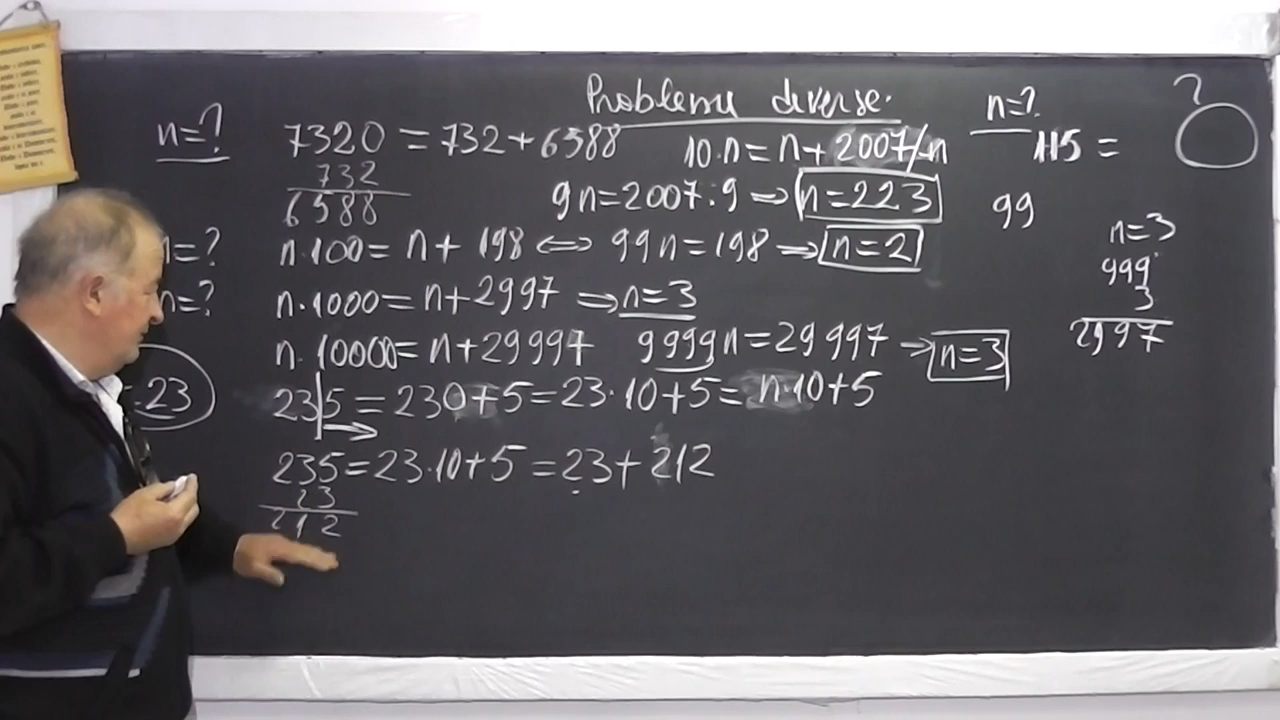 Probleme diverse.
n=?
7320 = 732+6588
732
6588
10·n=n+2007/n
9n=2007:9 ⇒ n=223
n=?
115 =
?
99
n=?
n·100= n+ 198 ⟺ 99n=198 ⇒ n=2
n=?
n·1000= n+2997 ⇒ n=3
n=3
999
3
2997
n·10000= n+29997 9999n=29997 → n=3
=23
23|5 = 230+5=23·10+5= n·10+5
235=23·10+5 =23+212
23
212